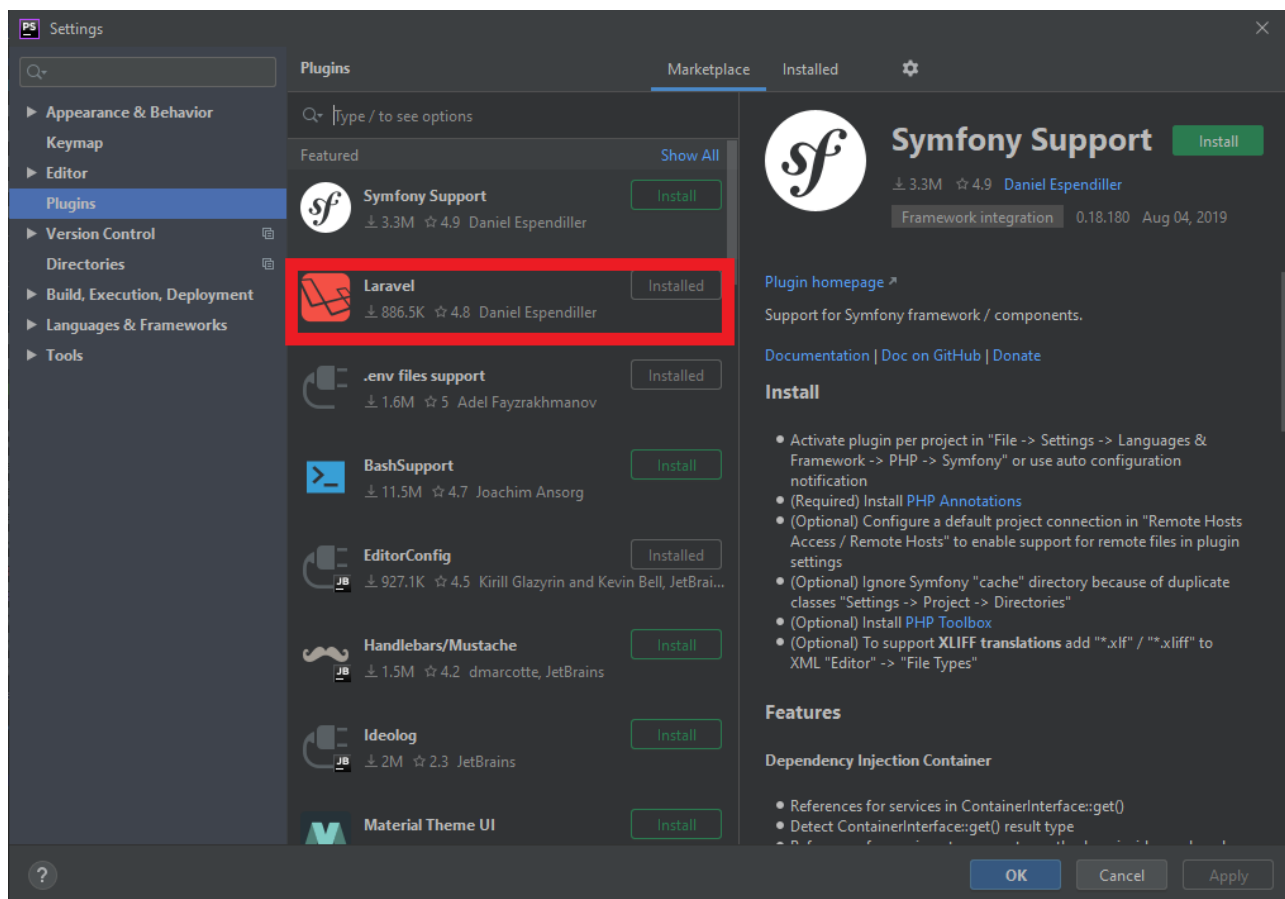 PS Settings
Plugins
Marketplace
Installed
Appearance & Behavior
Keymap
Editor
Plugins
Version Control
Directories
Build, Execution, Deployment
Languages & Frameworks
Tools
Type / to see options
Featured
Show All
Symfony Support
Install
3.3M 4.9 Daniel Espendiller
Laravel
Installed
886.5K 4.8 Daniel Espendiller
.env files support
Installed
1.6M 5 Adel Fayzrakhmanov
BashSupport
Install
11.5M 4.7 Joachim Ansorg
EditorConfig
Installed
JB
927.1K 4.5 Kirill Glazyrin and Kevin Bell, JetBrai...
Handlebars/Mustache
Install
JB
1.5M 4.2 dmarcotte, JetBrains
Ideolog
Install
JB
2M 2.3 JetBrains
Material Theme UI
Install
sf
Symfony Support
Install
3.3M 4.9 Daniel Espendiller
Framework integration 0.18.180 Aug 04, 2019
Plugin homepage
Support for Symfony framework / components.
Documentation | Doc on GitHub | Donate
Install
Activate plugin per project in "File -> Settings -> Languages &
Framework -> PHP -> Symfony" or use auto configuration
notification
(Required) Install PHP Annotations
(Optional) Configure a default project connection in "Remote Hosts
Access / Remote Hosts" to enable support for remote files in plugin
settings
(Optional) Ignore Symfony "cache" directory because of duplicate
classes "Settings -> Project -> Directories"
(Optional) Install PHP Toolbox
(Optional) To support XLIFF translations add "*.xlf" / "*.xliff" to
XML "Editor" -> "File Types"
Features
Dependency Injection Container
References for services in ContainerInterface::get()
Detect ContainerInterface::get() result type
?
OK
Cancel
Apply